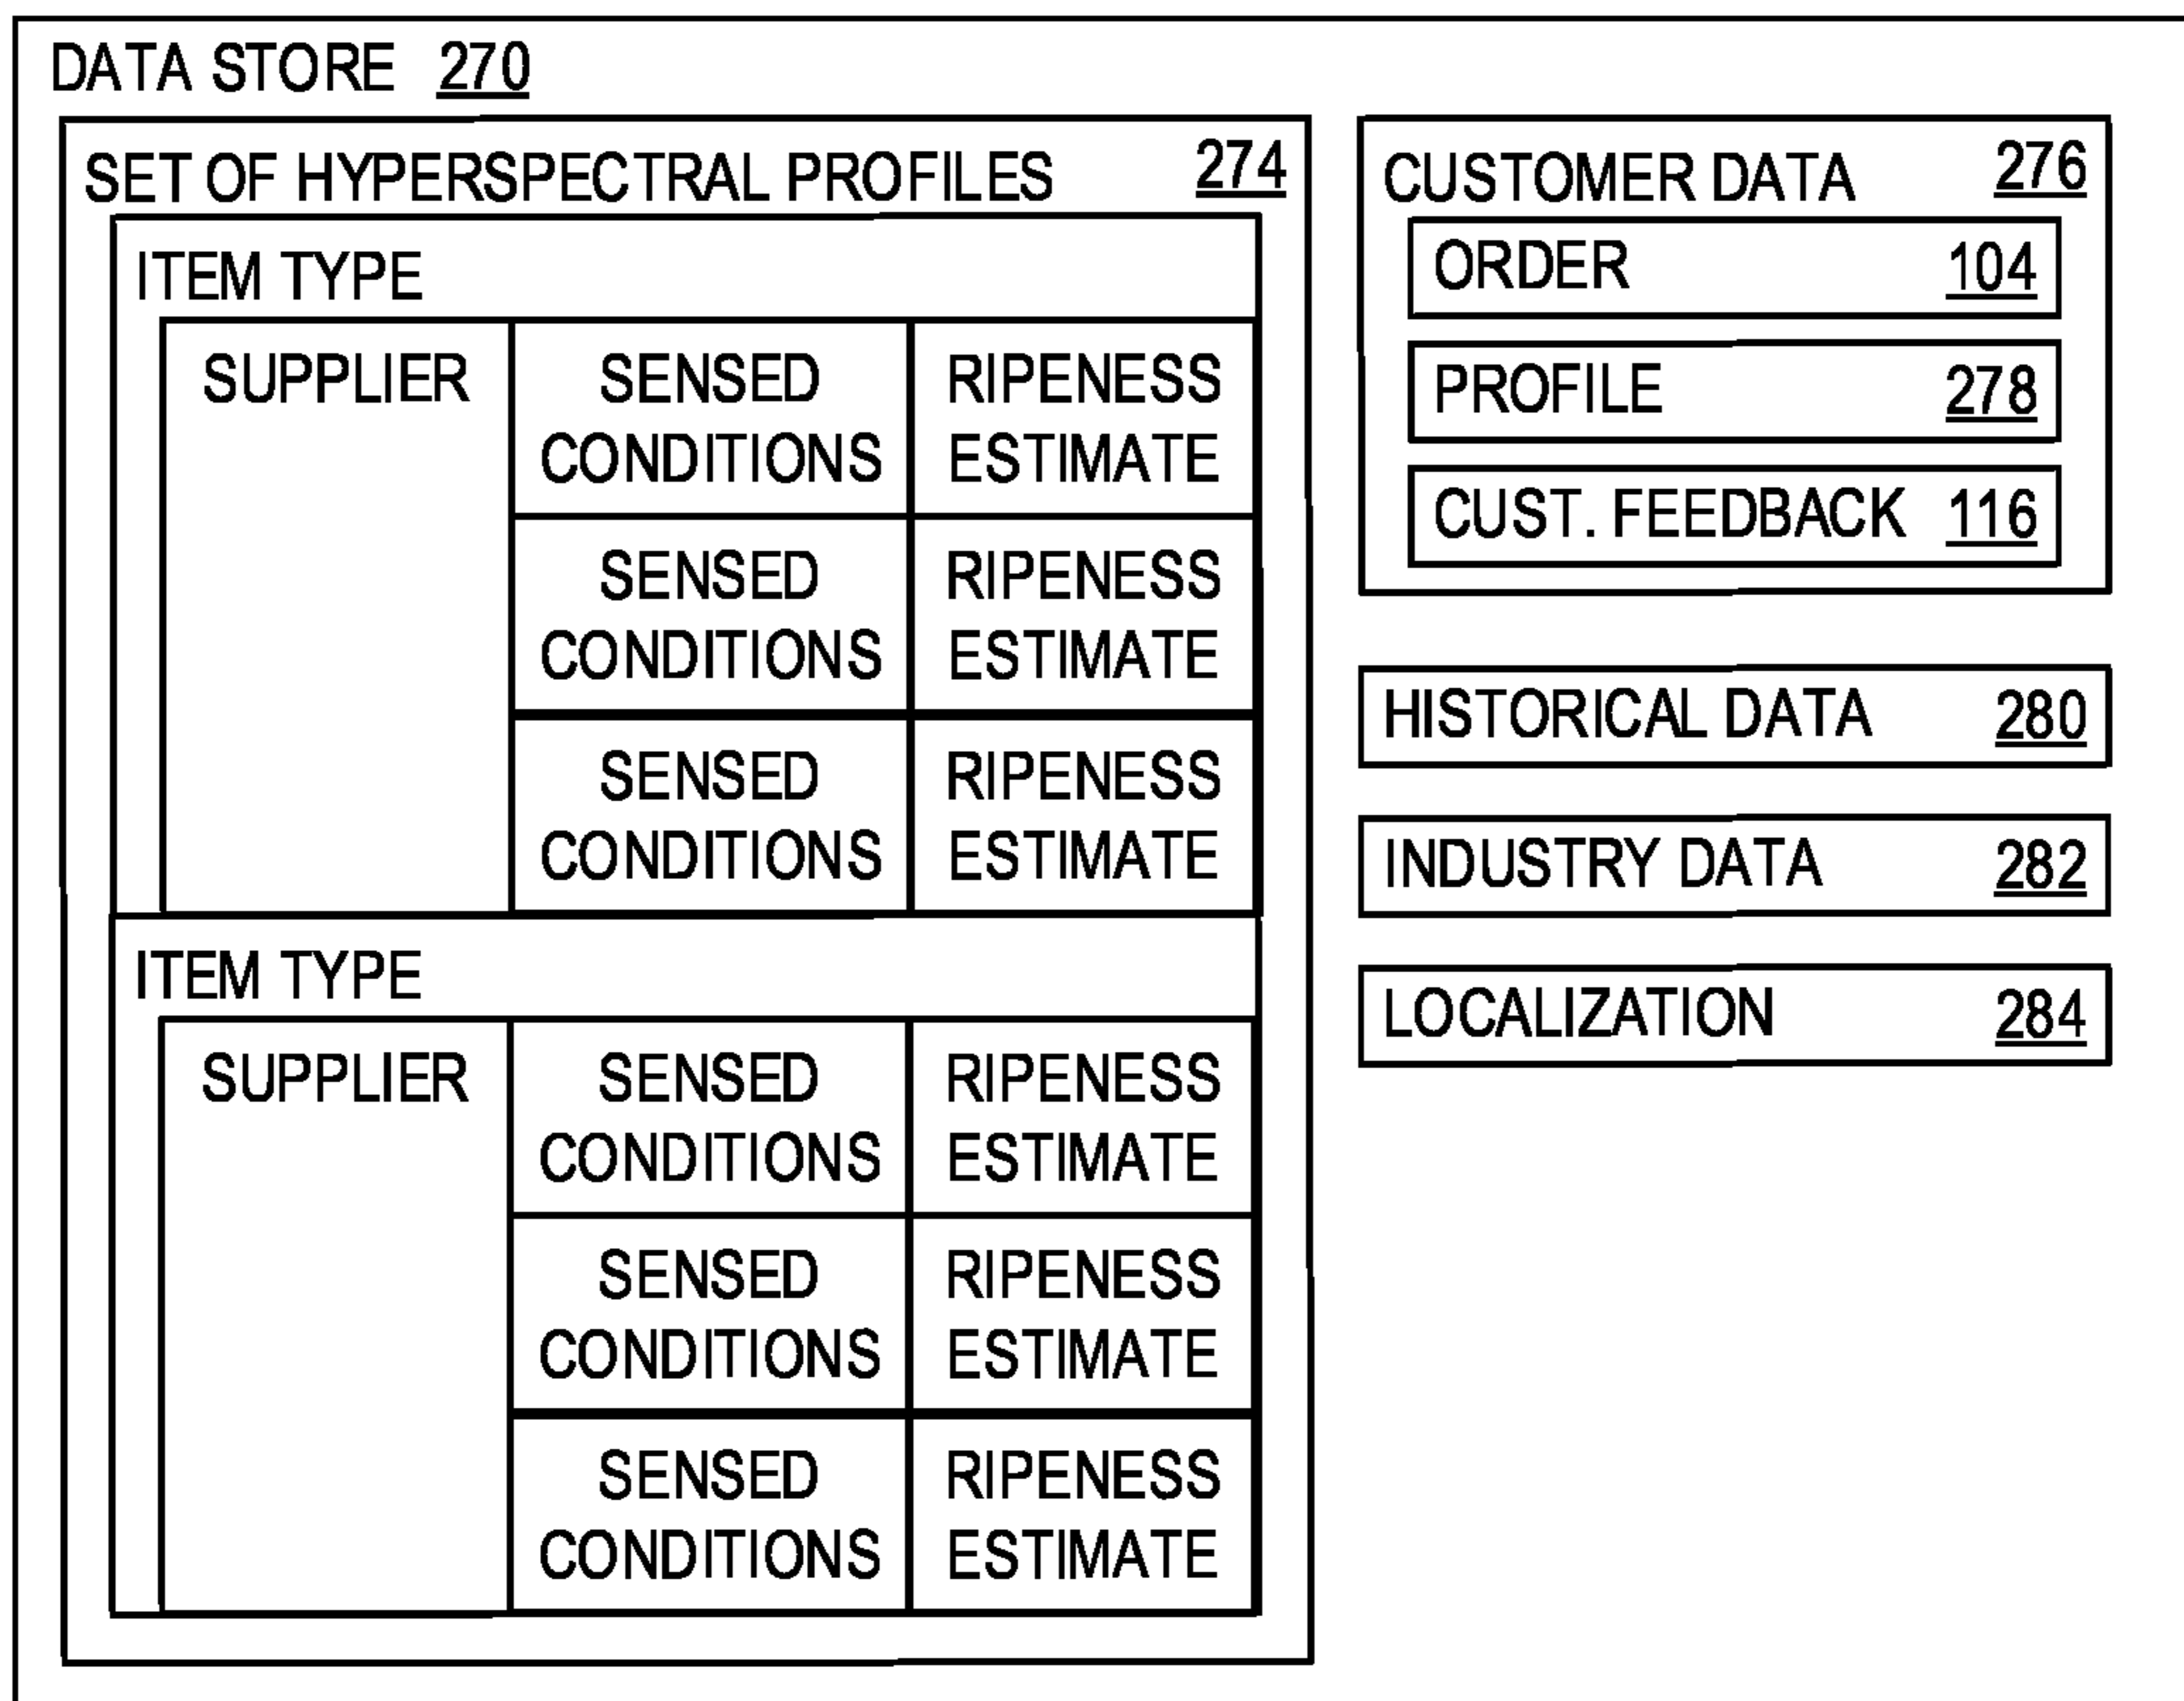 DATA STORE 270
SET OF HYPERSPECTRAL PROFILES 274
ITEM TYPE
SUPPLIER
SENSED
CONDITIONS
RIPENESS
ESTIMATE
SENSED
CONDITIONS
RIPENESS
ESTIMATE
SENSED
CONDITIONS
RIPENESS
ESTIMATE
ITEM TYPE
SUPPLIER
SENSED
CONDITIONS
RIPENESS
ESTIMATE
SENSED
CONDITIONS
RIPENESS
ESTIMATE
SENSED
CONDITIONS
RIPENESS
ESTIMATE
CUSTOMER DATA 276
ORDER 104
PROFILE 278
CUST. FEEDBACK 116
HISTORICAL DATA 280
INDUSTRY DATA 282
LOCALIZATION 284